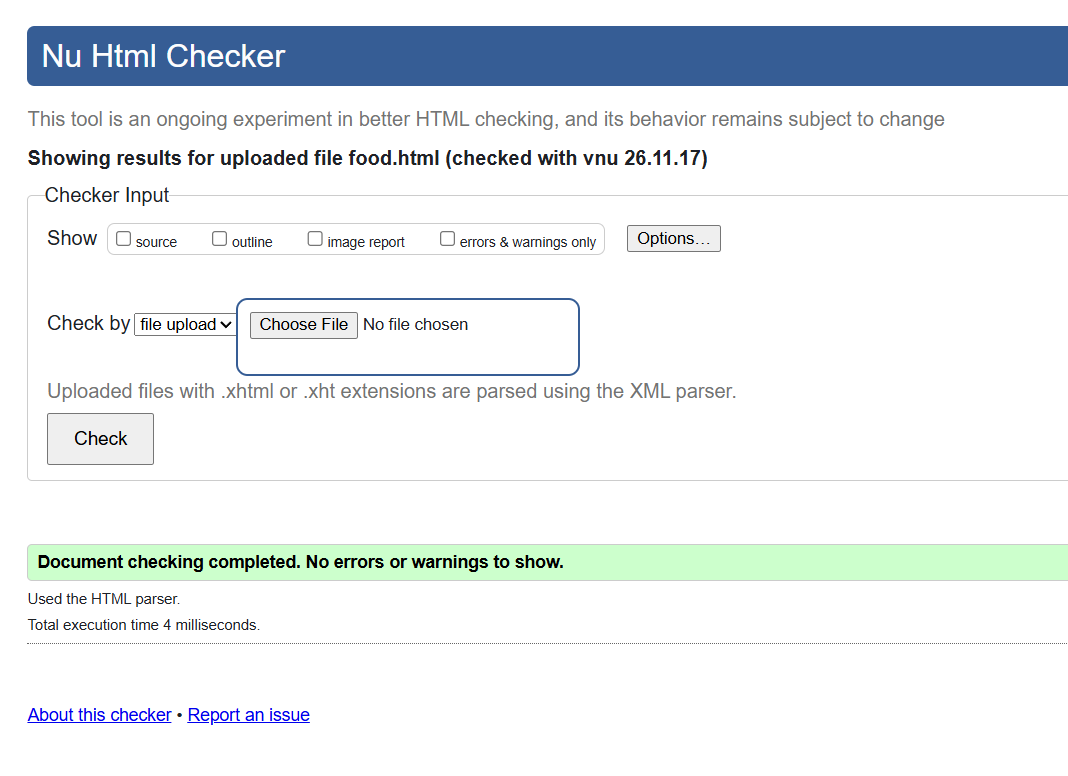 Nu Html Checker
This tool is an ongoing experiment in better HTML checking, and its behavior remains subject to change
Showing results for uploaded file food.html (checked with vnu 26.11.17)
Checker Input
Show source outline image report errors & warnings only Options…
Check by file upload Choose File No file chosen
Uploaded files with .xhtml or .xht extensions are parsed using the XML parser.
Check
Document checking completed. No errors or warnings to show.
Used the HTML parser.
Total execution time 4 milliseconds.
About this checker • Report an issue